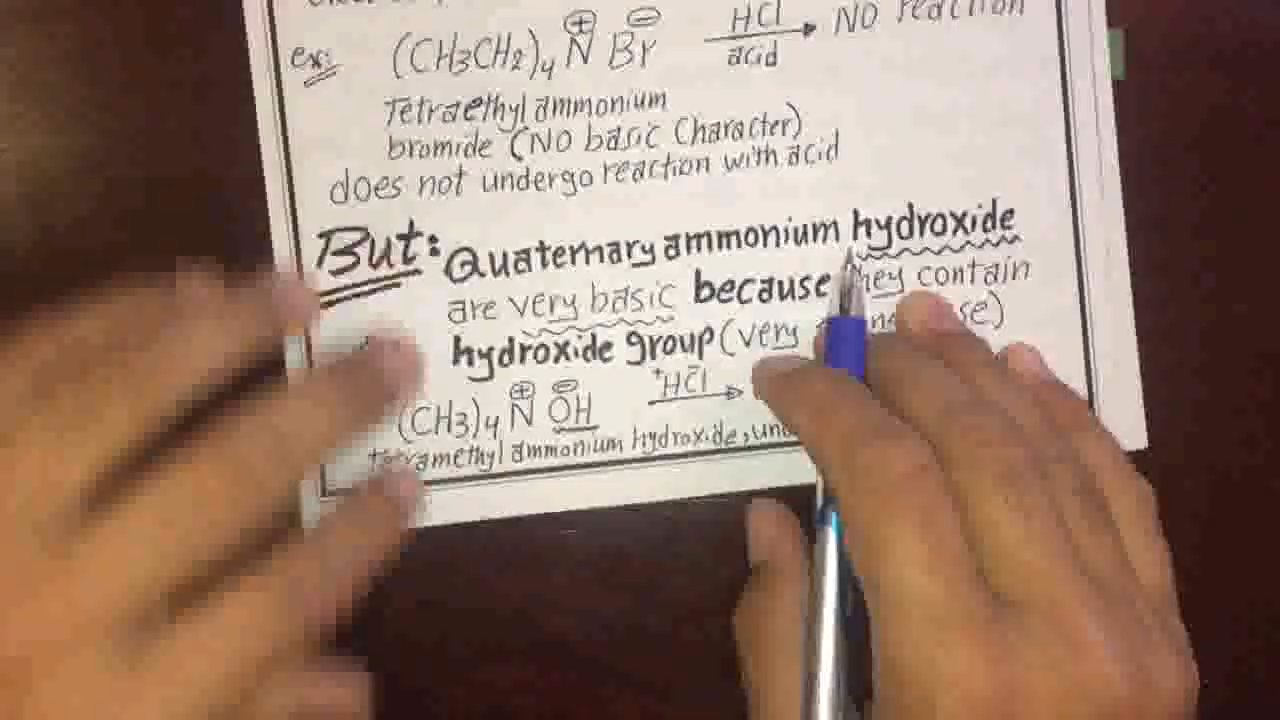 ex: (CH3CH2)4 N⊕ Br⊖ HCl acid → NO reaction
Tetraethyl ammonium
bromide (NO basic Character)
does not undergo reaction with acid
But: Quaternary ammonium hydroxide
are very basic because they contain
hydroxide group (very
(CH3)4 N⊕ OH⊖ +HCl →
tetramethyl ammonium hydroxide,